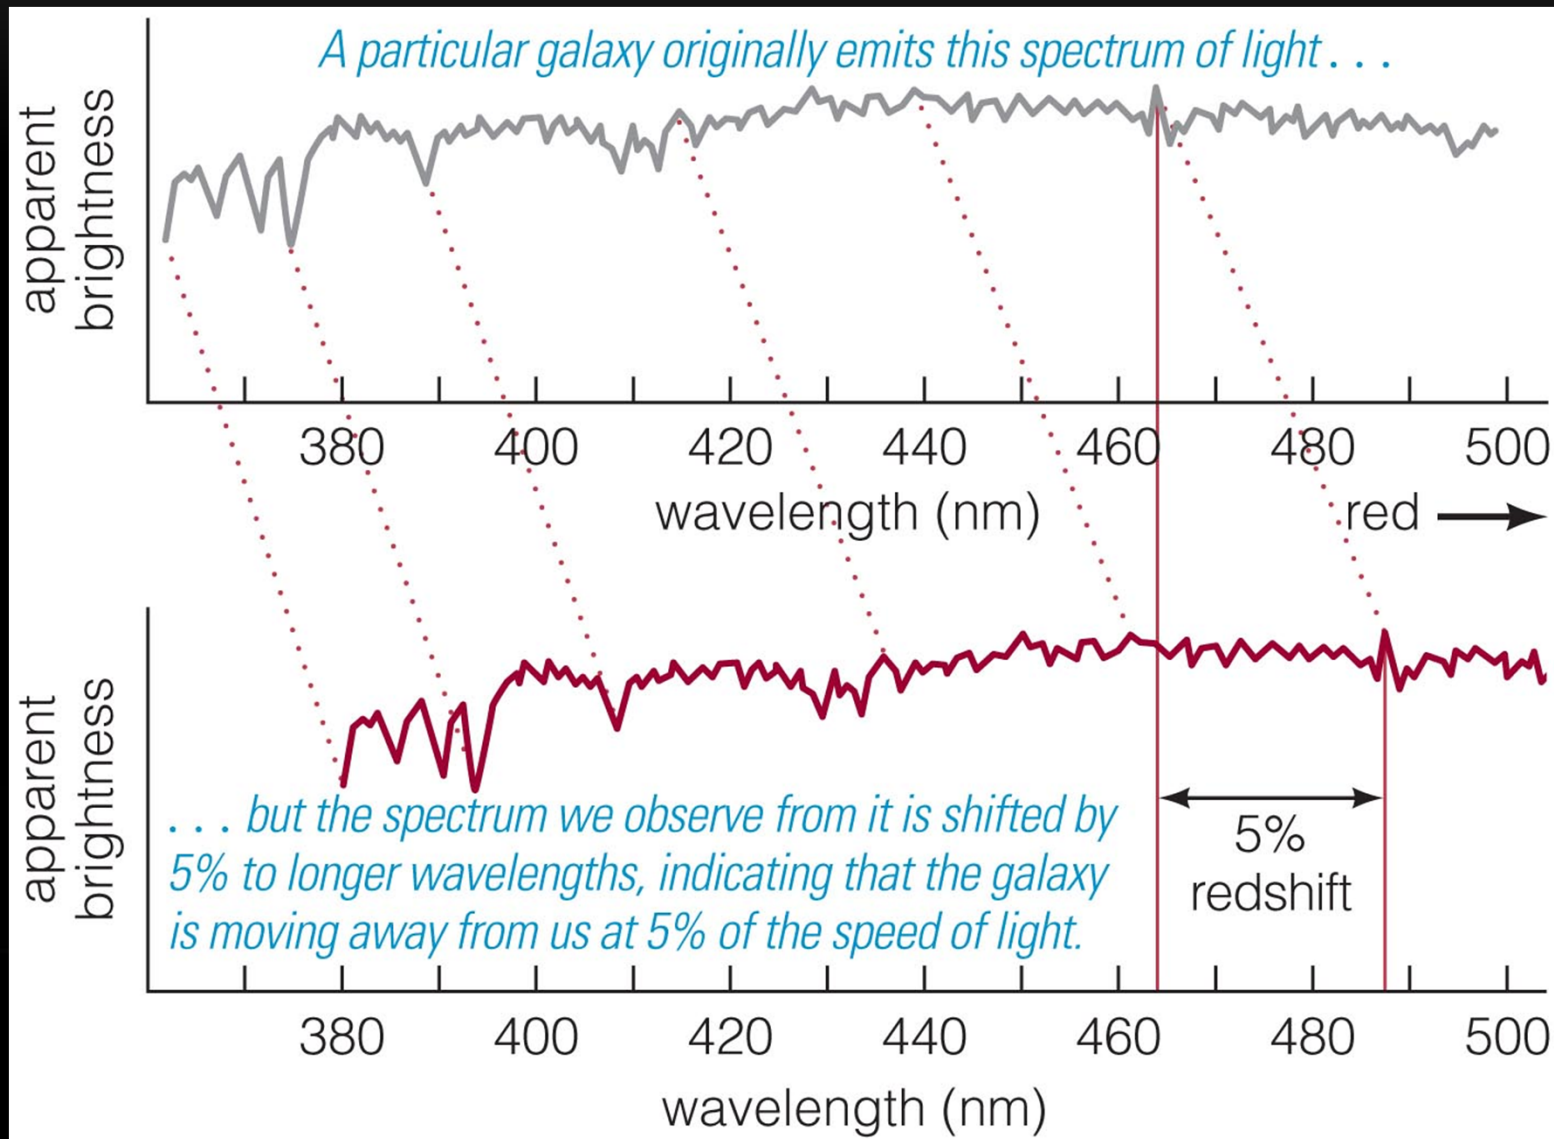 A particular galaxy originally emits this spectrum of light . . .
apparent
brightness
380 400 420 440 460 480 500
wavelength (nm)
red
apparent
brightness
. . . but the spectrum we observe from it is shifted by
5% to longer wavelengths, indicating that the galaxy
is moving away from us at 5% of the speed of light.
5%
redshift
380 400 420 440 460 480 500
wavelength (nm)